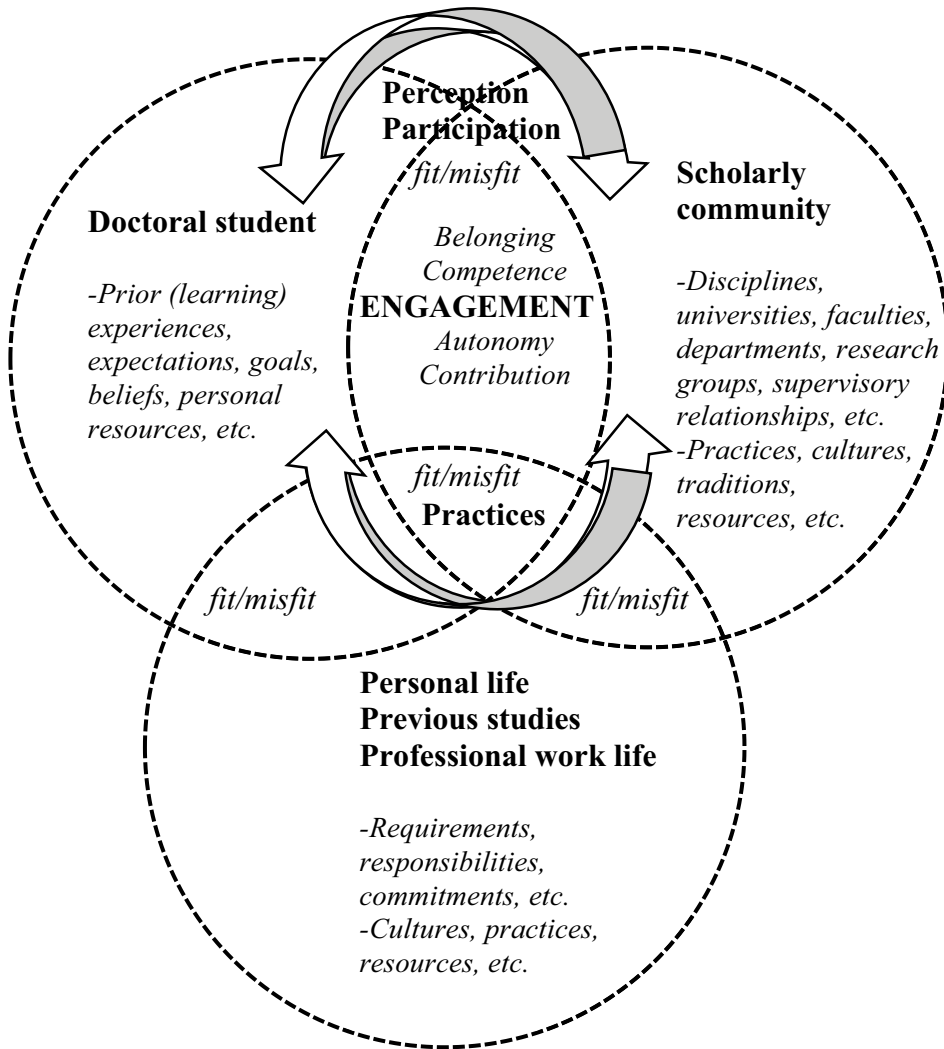 Perception
Participation
fit/misfit
Doctoral student
-Prior (learning)
experiences,
expectations, goals,
beliefs, personal
resources, etc.
Belonging
Competence
ENGAGEMENT
Autonomy
Contribution
Scholarly
community
-Disciplines,
universities, faculties,
departments, research
groups, supervisory
relationships, etc.
-Practices, cultures,
traditions,
resources, etc.
fit/misfit
Practices
fit/misfit
fit/misfit
Personal life
Previous studies
Professional work life
-Requirements,
responsibilities,
commitments, etc.
-Cultures, practices,
resources, etc.